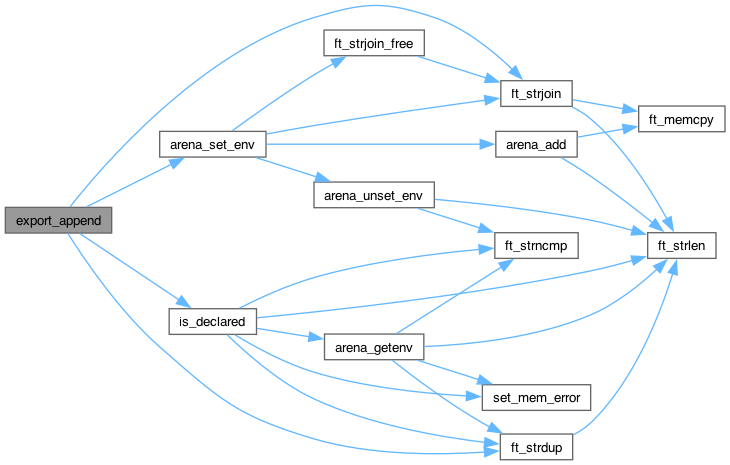 ft_strjoin_free
ft_strjoin
ft_memcpy
arena_set_env
arena_add
arena_unset_env
export_append
ft_strncmp
ft_strlen
is_declared
arena_getenv
set_mem_error
ft_strdup